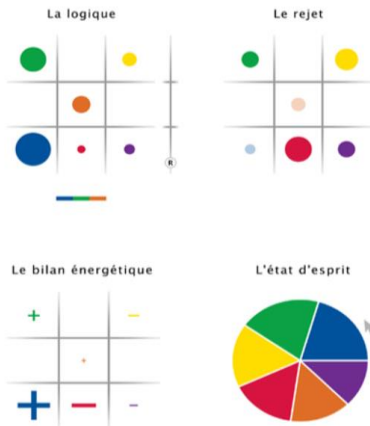 La logique
Le rejet
R
Le bilan énergétique
L'état d'esprit